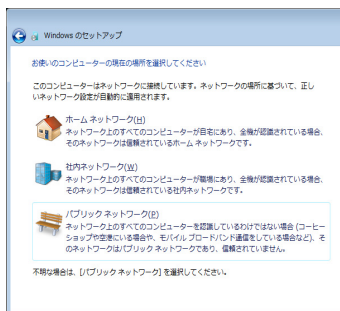 Windows のセットアップ
お使いのコンピューターの現在の場所を選択してください
このコンピューターはネットワークに接続しています。ネットワークの場所に基づいて、正し
いネットワーク設定が自動的に適用されます。
ホーム ネットワーク(H)
ネットワーク上のすべてのコンピューターが自宅にあり、全機が認識されている場合、
そのネットワークは信頼されているホーム ネットワークです。
社内ネットワーク(W)
ネットワーク上のすべてのコンピューターが職場にあり、全機が認識されている場合、
そのネットワークは信頼されている社内ネットワークです。
パブリック ネットワーク(P)
ネットワーク上のすべてのコンピューターを認識しているわけではない場合 (コーヒー
ショップや空港にいる場合や、モバイル ブロードバンド通信をしている場合など)、そ
のネットワークはパブリック ネットワークであり、信頼されていません。
不明な場合は、[パブリック ネットワーク] を選択してください。